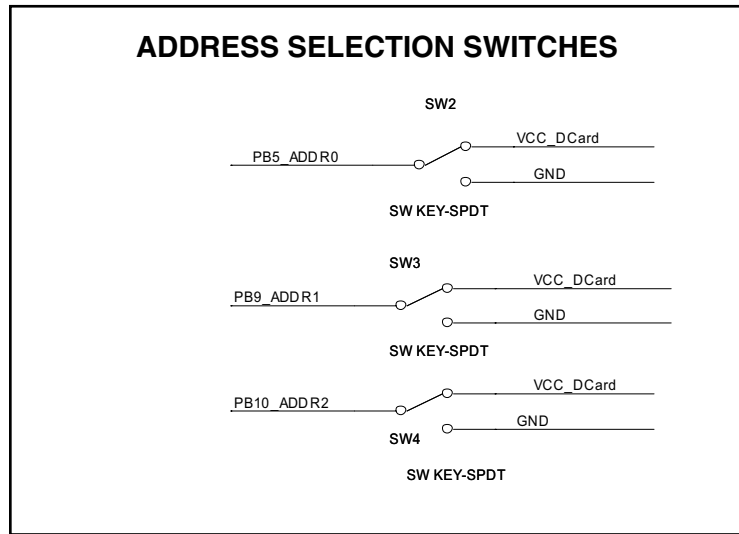 ADDRESS SELECTION SWITCHES
SW2
VCC_DCard
PB5_ADDR0
GND
SW KEY-SPDT
SW3
VCC_DCard
PB9_ADDR1
GND
SW KEY-SPDT
VCC_DCard
PB10_ADDR2
GND
SW4
SW KEY-SPDT